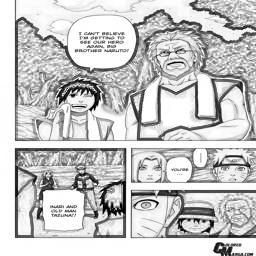 I CAN'T BELIEVE
I'M GETTING TO
SEE OUR HERO
AGAIN, BIG
BROTHER NARUTO!
YOU'RE...
INARI AND
OLD MAN
TAZUNA!!
COLORED
MANGA.COM